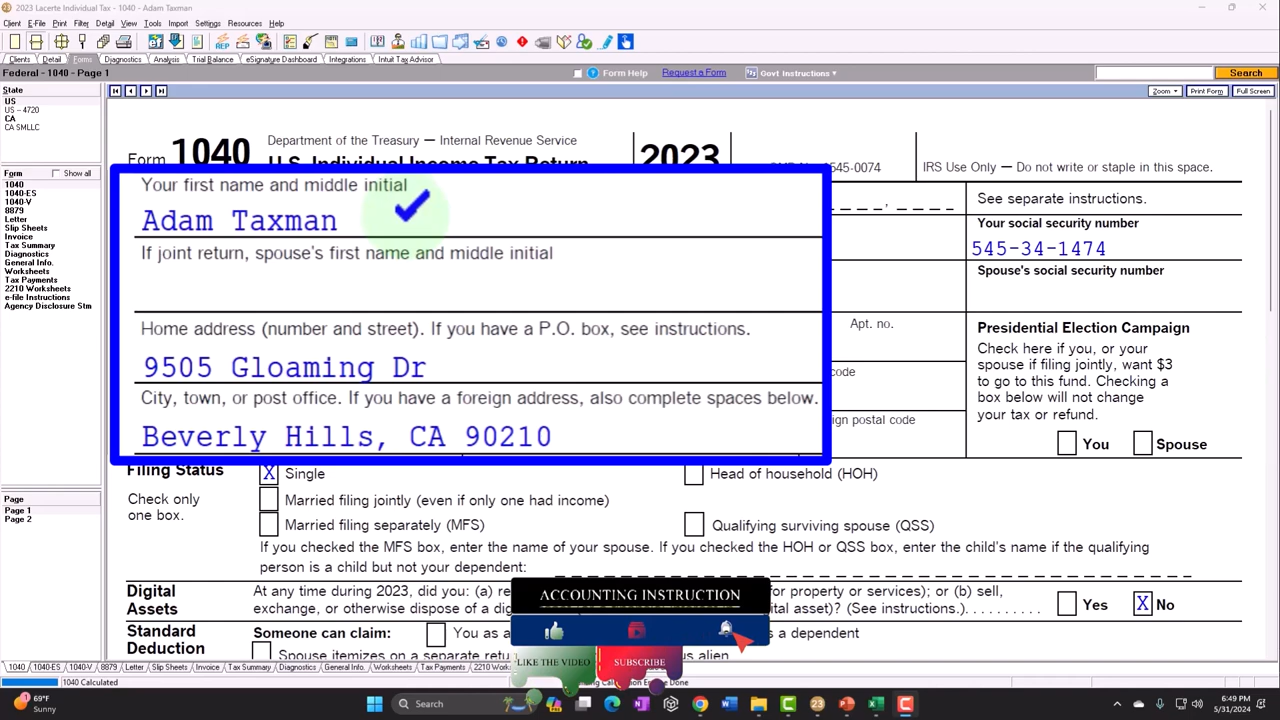 2023 Lacerte Individual Tax - 1040 - Adam Taxman
Client E-File Print Filter Detail View Tools Import Settings Resources Help
Clients Detail Forms Diagnostics Analysis Trial Balance eSignature Dashboard Integrations Intuit Tax Advisor
Federal - 1040 - Page 1
Form Help Request a Form Govt Instructions Search
State
US
US - 4720
CA
CA SMLLC
Form Show all
1040
1040-ES
1040-V
8879
Letter
Slip Sheets
Invoice
Tax Summary
Diagnostics
General Info.
Worksheets
Tax Payments
2210 Worksheets
e-file Instructions
Agency Disclosure Stm
Page
Page 1
Page 2
Zoom Print Form Full Screen
Form 1040
Department of the Treasury — Internal Revenue Service
U.S. Individual Income Tax Return
2023
IRS Use Only — Do not write or staple in this space.
See separate instructions.
Your first name and middle initial
Adam Taxman
If joint return, spouse's first name and middle initial
Home address (number and street). If you have a P.O. box, see instructions.
9505 Gloaming Dr
City, town, or post office. If you have a foreign address, also complete spaces below.
Beverly Hills, CA 90210
Your social security number
545-34-1474
Spouse's social security number
Apt. no.
Presidential Election Campaign
Check here if you, or your
spouse if filing jointly, want $3
to go to this fund. Checking a
box below will not change
your tax or refund.
You Spouse
code
postal code
Filing Status
Check only
one box.
X Single
Married filing jointly (even if only one had income)
Married filing separately (MFS)
Head of household (HOH)
Qualifying surviving spouse (QSS)
If you checked the MFS box, enter the name of your spouse. If you checked the HOH or QSS box, enter the child's name if the qualifying
person is a child but not your dependent:
Digital
Assets
At any time during 2023, did you: (a) re for property or services); or (b) sell,
exchange, or otherwise dispose of a dig ital asset)? (See instructions.)
Yes X No
Standard
Deduction
Someone can claim: You as a a dependent
Spouse itemizes on a separate retur us alien
ACCOUNTING INSTRUCTION
LIKE THE VIDEO SUBSCRIBE
1040 1040-ES 1040-V 8879 Letter Slip Sheets Invoice Tax Summary Diagnostics General Info. Worksheets Tax Payments 2210 Work
1040 Calculated
69°F
Sunny
Search
6:49 PM
5/31/2024